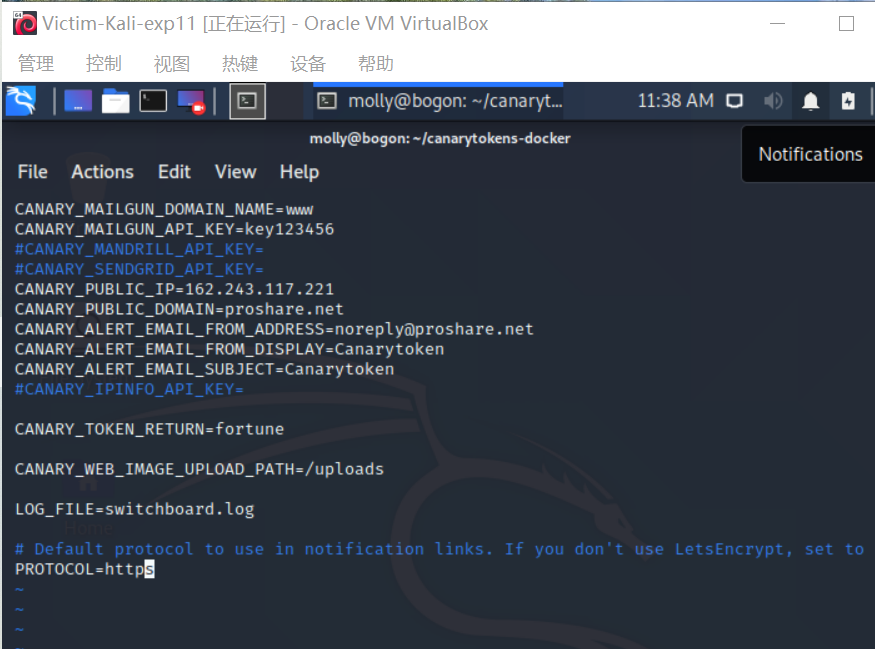 Victim-Kali-exp11 [正在运行] - Oracle VM VirtualBox
管理 控制 视图 热键 设备 帮助
molly@bogon: ~/canaryt... 11:38 AM
molly@bogon: ~/canarytokens-docker
Notifications
File Actions Edit View Help
CANARY_MAILGUN_DOMAIN_NAME=www
CANARY_MAILGUN_API_KEY=key123456
#CANARY_MANDRILL_API_KEY=
#CANARY_SENDGRID_API_KEY=
CANARY_PUBLIC_IP=162.243.117.221
CANARY_PUBLIC_DOMAIN=proshare.net
CANARY_ALERT_EMAIL_FROM_ADDRESS=noreply@proshare.net
CANARY_ALERT_EMAIL_FROM_DISPLAY=Canarytoken
CANARY_ALERT_EMAIL_SUBJECT=Canarytoken
#CANARY_IPINFO_API_KEY=
CANARY_TOKEN_RETURN=fortune
CANARY_WEB_IMAGE_UPLOAD_PATH=/uploads
LOG_FILE=switchboard.log
Home
# Default protocol to use in notification links. If you don't use LetsEncrypt, set to
PROTOCOL=https
~
~
~
~